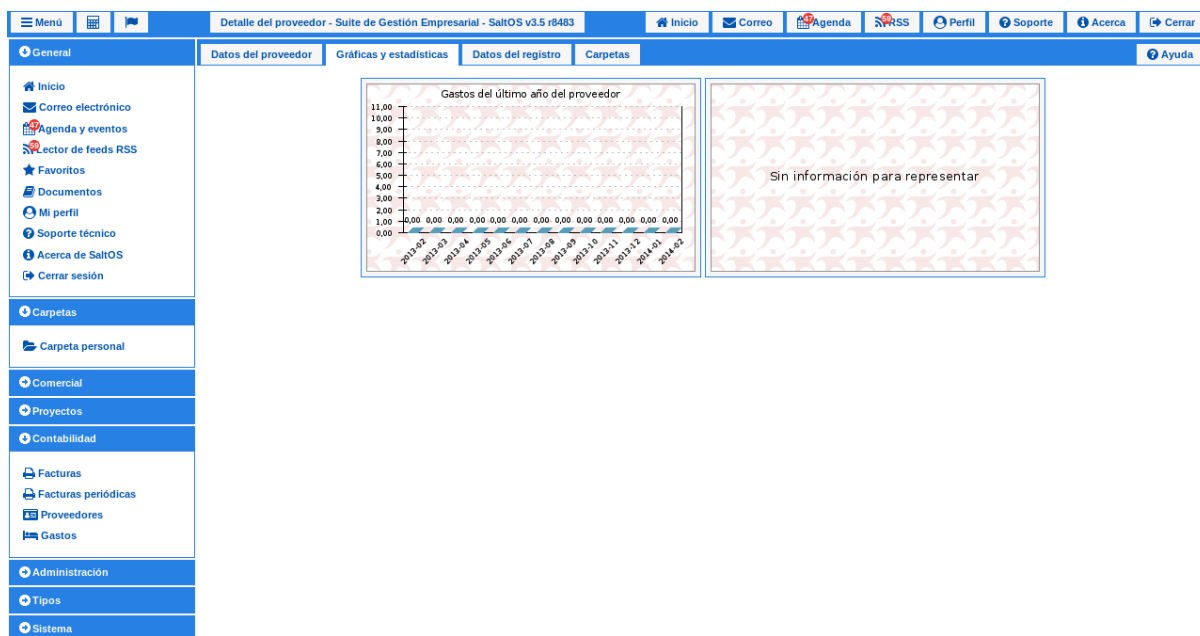 Menú
Detalle del proveedor - Suite de Gestión Empresarial - SaltOS v3.5 r8483
Inicio
Correo
47
Agenda
59
RSS
Perfil
Soporte
Acerca
Cerrar
General
Datos del proveedor
Gráficas y estadísticas
Datos del registro
Carpetas
Ayuda
Inicio
Correo electrónico
47
Agenda y eventos
59
Lector de feeds RSS
Favoritos
Documentos
Mi perfil
Soporte técnico
Acerca de SaltOS
Cerrar sesión
Carpetas
Carpeta personal
Comercial
Proyectos
Contabilidad
Facturas
Facturas periódicas
Proveedores
Gastos
Administración
Tipos
Sistema
Gastos del último año del proveedor
11,00
10,00
9,00
8,00
7,00
6,00
5,00
4,00
3,00
2,00
1,00
0,00
0,00 0,00 0,00 0,00 0,00 0,00 0,00 0,00 0,00 0,00 0,00 0,00 0,00
2013-02 2013-03 2013-04 2013-05 2013-06 2013-07 2013-08 2013-09 2013-10 2013-11 2013-12 2014-01 2014-02
Sin información para representar